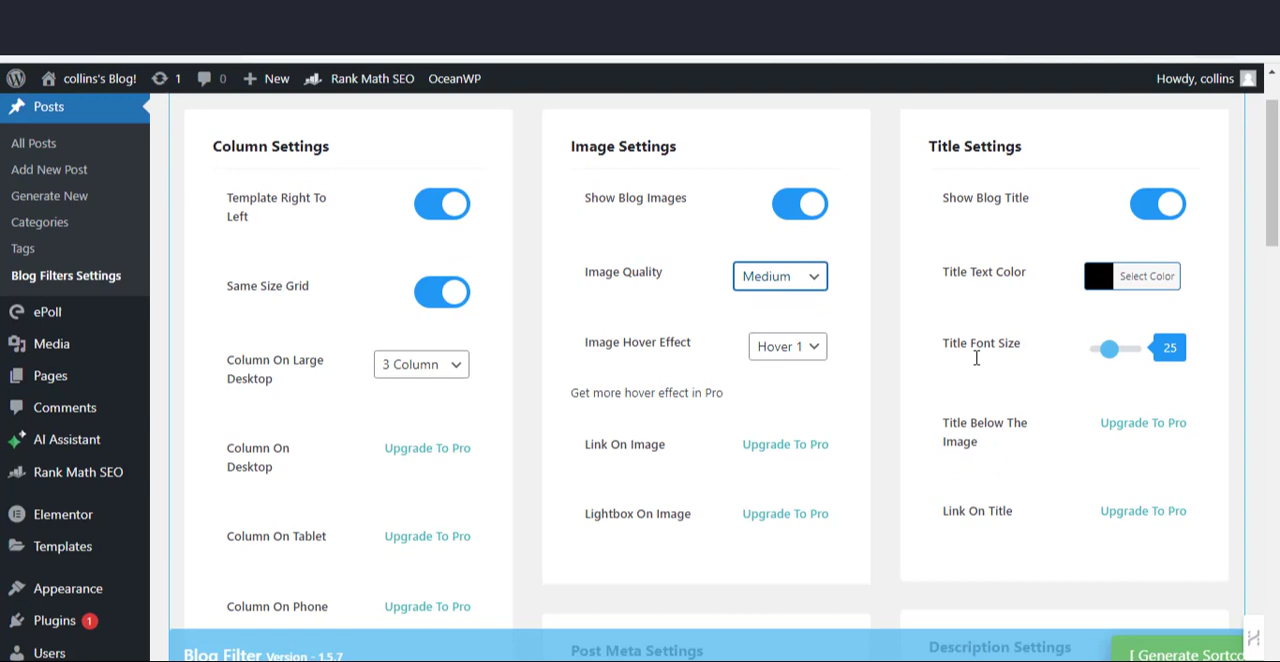 collins's Blog!
1
0
New
Rank Math SEO
OceanWP
Howdy, collins
Posts
All Posts
Add New Post
Generate New
Categories
Tags
Blog Filters Settings
ePoll
Media
Pages
Comments
AI Assistant
Rank Math SEO
Elementor
Templates
Appearance
Plugins 1
Users
Column Settings
Template Right To
Left
Same Size Grid
Column On Large
Desktop
3 Column
Column On
Desktop
Upgrade To Pro
Column On Tablet
Upgrade To Pro
Column On Phone
Upgrade To Pro
Image Settings
Show Blog Images
Image Quality
Medium
Image Hover Effect
Hover 1
Get more hover effect in Pro
Link On Image
Upgrade To Pro
Lightbox On Image
Upgrade To Pro
Title Settings
Show Blog Title
Title Text Color
Select Color
Title Font Size
25
Title Below The
Image
Upgrade To Pro
Link On Title
Upgrade To Pro
Blog Filter Version - 1.5.7
Post Meta Settings
Description Settings
[ Generate Sortco